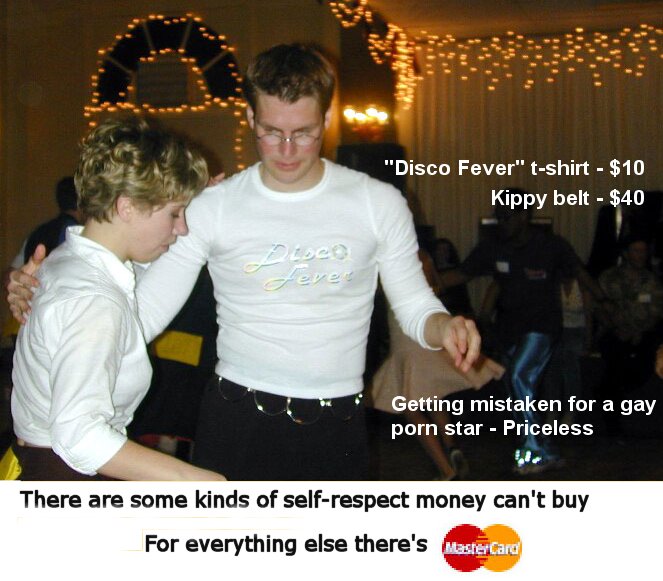 "Disco Fever" t-shirt - $10
Kippy belt - $40
Disco
Fever
Getting mistaken for a gay
porn star - Priceless
There are some kinds of self-respect money can't buy
For everything else there's MasterCard